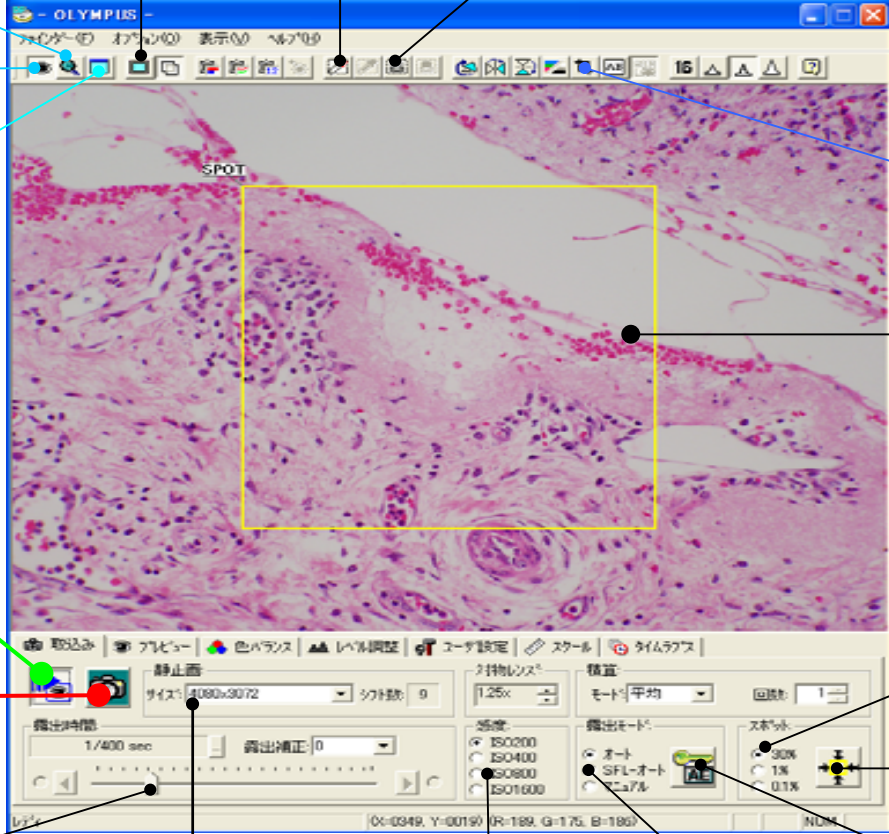 - OLYMPUS -
ファインダー(F) オプション(O) 表示(V) ヘルプ(H)
16
SPOT
取込み プレビュー 色バランス レベル調整 ユーザ設定 スケール タイムラプス
静止画 対物レンズ 積算
サイズ: 4080x3072 シフト数: 9 1.25x モード: 平均 回数: 1
露出時間 感度 露出モード スポット
1/400 sec ... 露出補正: 0
ISO200
ISO400
ISO800
ISO1600
オート
SFL-オート
マニュアル
AE
30%
1%
0.1%
レディ (X=0349, Y=0019) (R=189, G=175, B=186) NUM